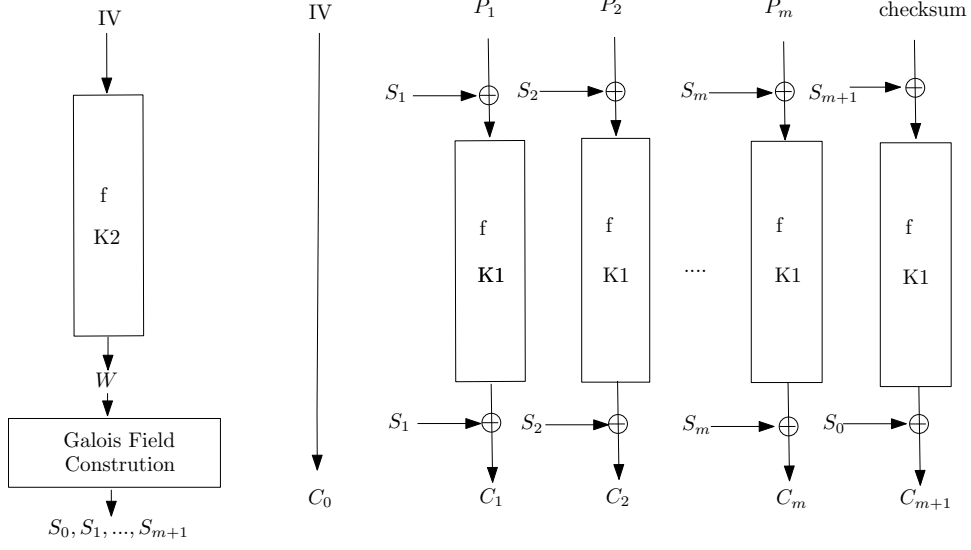 IV
IV
P₁
P₂
Pₘ
checksum
S₁
S₂
Sₘ
Sₘ₊₁
f
K2
f
K1
f
K1
....
f
K1
f
K1
W
S₁
S₂
Sₘ
S₀
Galois Field
Constrution
C₀
C₁
C₂
Cₘ
Cₘ₊₁
S₀, S₁, ..., Sₘ₊₁